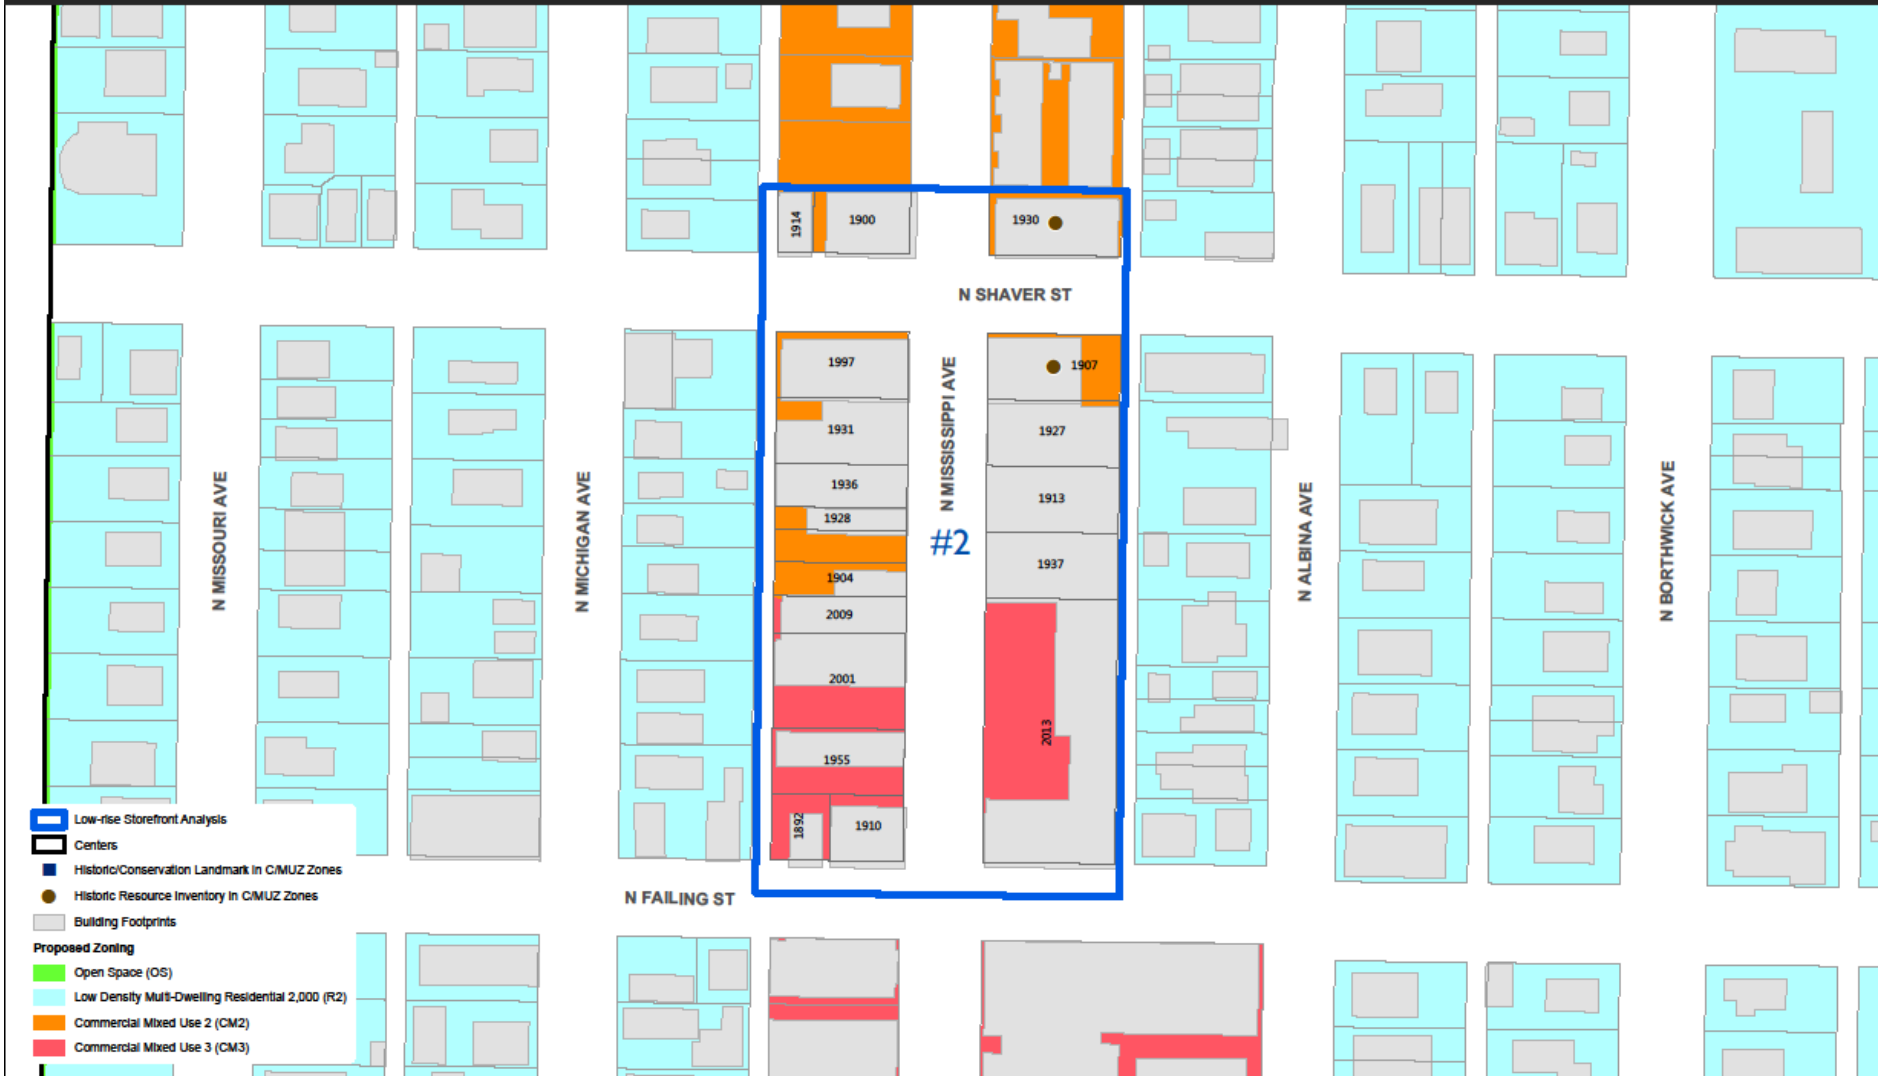 1914
1900
1930
N SHAVER ST
1997
1907
1931
1927
1936
1913
1928
1937
1904
2009
2001
2013
1955
1892
1910
N MISSOURI AVE
N MICHIGAN AVE
N MISSISSIPPI AVE
#2
N ALBINA AVE
N BORTHWICK AVE
N FAILING ST
Low-rise Storefront Analysis
Centers
Historic/Conservation Landmark in C/MUZ Zones
Historic Resource Inventory in C/MUZ Zones
Building Footprints
Proposed Zoning
Open Space (OS)
Low Density Multi-Dwelling Residential 2,000 (R2)
Commercial Mixed Use 2 (CM2)
Commercial Mixed Use 3 (CM3)